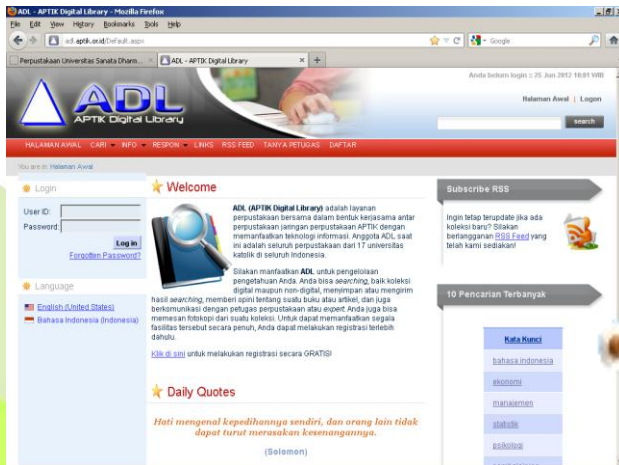 ADL - APTIK Digital Library - Mozilla Firefox
File Edit View History Bookmarks Tools Help
adl.aptik.or.id/Default.aspx
Google
Perpustakaan Universitas Sanata Dharm...
ADL - APTIK Digital Library
Anda belum login :: 25 Jun 2012 10:01 WIB
ADL
APTIK Digital Library
Halaman Awal | Logon
search
HALAMAN AWAL CARI INFO RESPON LINKS RSS FEED TANYA PETUGAS DAFTAR
You are in: Halaman Awal
Login
User ID:
Password:
Log in
Forgotten Password?
Language
English (United States)
Bahasa Indonesia (Indonesia)
Welcome
ADL (APTIK Digital Library) adalah layanan
perpustakaan bersama dalam bentuk kerjasama antar
perpustakaan jaringan perpustakaan APTIK dengan
memanfaatkan teknologi informasi. Anggota ADL saat
ini adalah seluruh perpustakaan dari 17 universitas
katolik di seluruh Indonesia.
Silakan manfaatkan ADL untuk pengelolaan
pengetahuan Anda. Anda bisa searching, baik koleksi
digital maupun non-digital, menyimpan atau mengirim
hasil searching, memberi opini tentang suatu buku atau artikel, dan juga
berkomunikasi dengan petugas perpustakaan atau expert. Anda juga bisa
memesan fotokopi dari suatu koleksi. Untuk dapat memanfaatkan segala
fasilitas tersebut secara penuh, Anda dapat melakukan registrasi terlebih
dahulu.
Klik di sini untuk melakukan registrasi secara GRATIS!
Daily Quotes
Hati mengenal kepedihannya sendiri, dan orang lain tidak
dapat turut merasakan kesenangannya.
(Solomon)
Subscribe RSS
Ingin tetap terupdate jika ada
koleksi baru? Silakan
berlangganan RSS Feed yang
telah kami sediakan!
10 Pencarian Terbanyak
Kata Kunci
bahasa indonesia
ekonomi
manajemen
statistik
psikologi